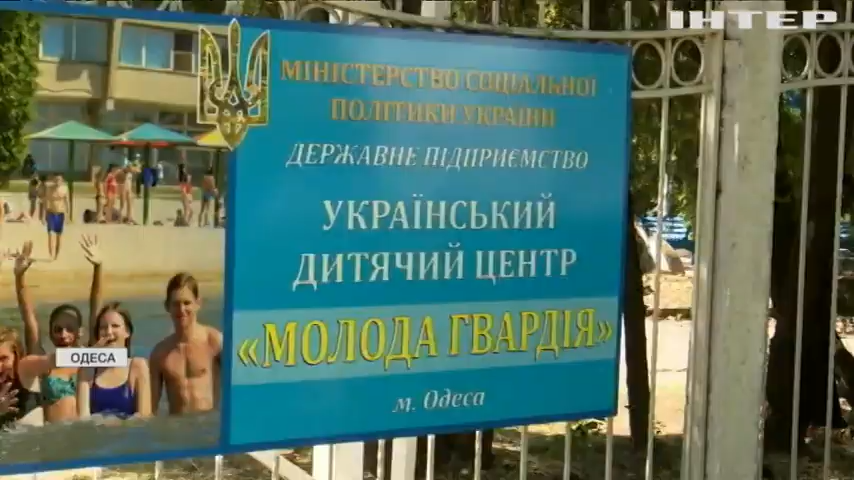 ІНТЕР
МІНІСТЕРСТВО СОЦІАЛЬНОЇ
ПОЛІТИКИ УКРАЇНИ
ДЕРЖАВНЕ ПІДПРИЄМСТВО
УКРАЇНСЬКИЙ
ДИТЯЧИЙ ЦЕНТР
«МОЛОДА ГВАРДІЯ»
м. Одеса
ОДЕСА